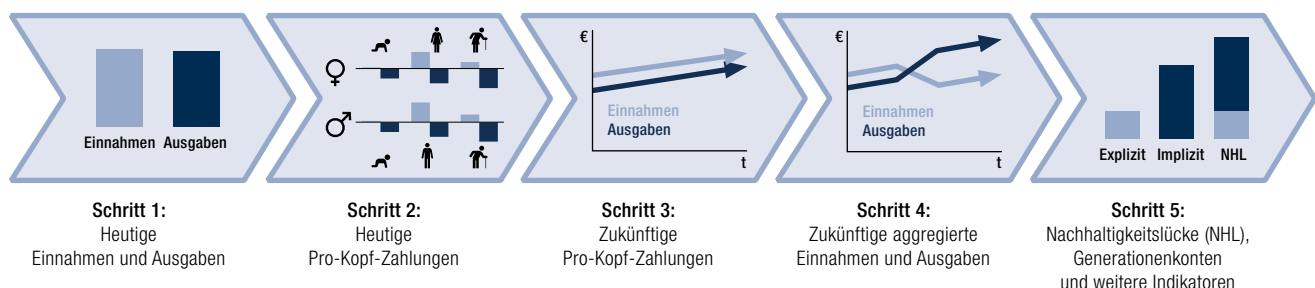 Einnahmen Ausgaben
€
Einnahmen
Ausgaben
t
€
Einnahmen
Ausgaben
t
Explizit Implizit NHL
Schritt 1:
Heutige
Einnahmen und Ausgaben
Schritt 2:
Heutige
Pro-Kopf-Zahlungen
Schritt 3:
Zukünftige
Pro-Kopf-Zahlungen
Schritt 4:
Zukünftige aggregierte
Einnahmen und Ausgaben
Schritt 5:
Nachhaltigkeitslücke (NHL),
Generationenkonten
und weitere Indikatoren